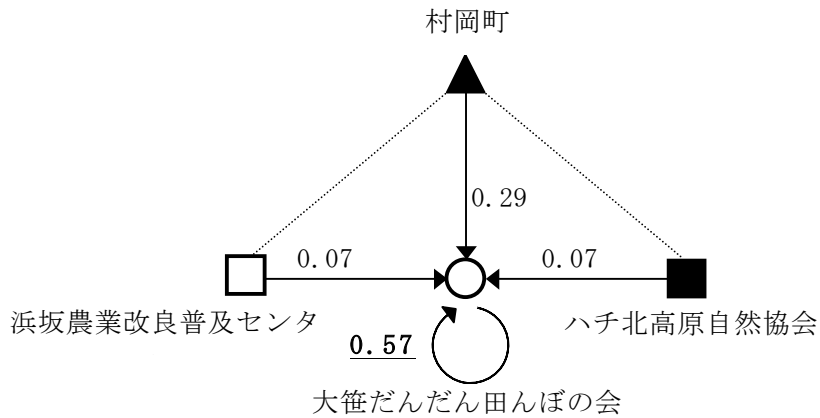 村岡町
0.29
0.07
0.07
浜坂農業改良普及センタ
ハチ北高原自然協会
0.57
大笹だんだん田んぼの会